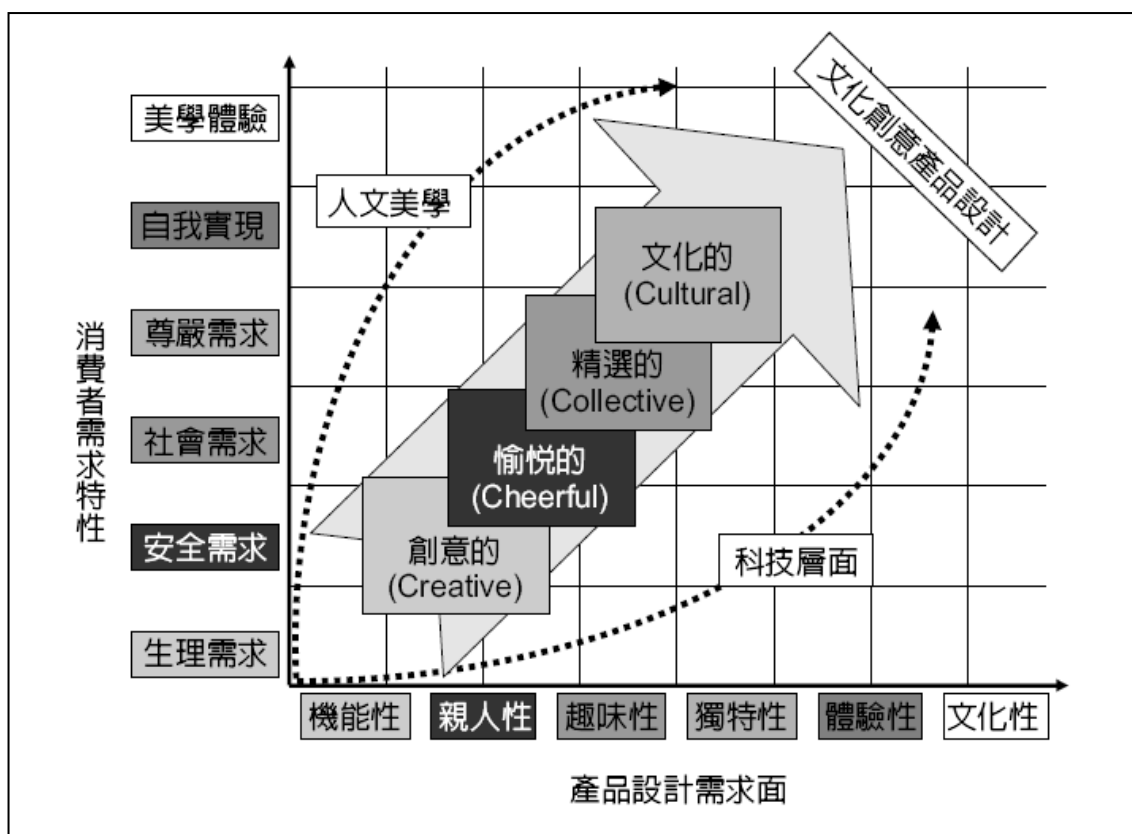 美學體驗
自我實現
尊嚴需求
社會需求
安全需求
生理需求
消費者需求特性
人文美學
文化創意產品設計
文化的
(Cultural)
精選的
(Collective)
愉悅的
(Cheerful)
創意的
(Creative)
科技層面
機能性
親人性
趣味性
獨特性
體驗性
文化性
產品設計需求面